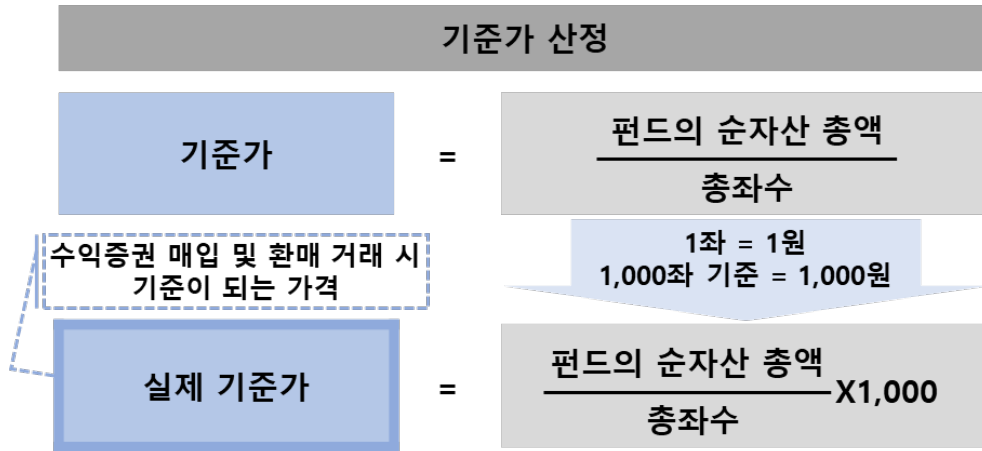 기준가 산정
기준가
=
펀드의 순자산 총액
총좌수
수익증권 매입 및 환매 거래 시
기준이 되는 가격
1좌 = 1원
1,000좌 기준 = 1,000원
실제 기준가
=
펀드의 순자산 총액
총좌수
X1,000